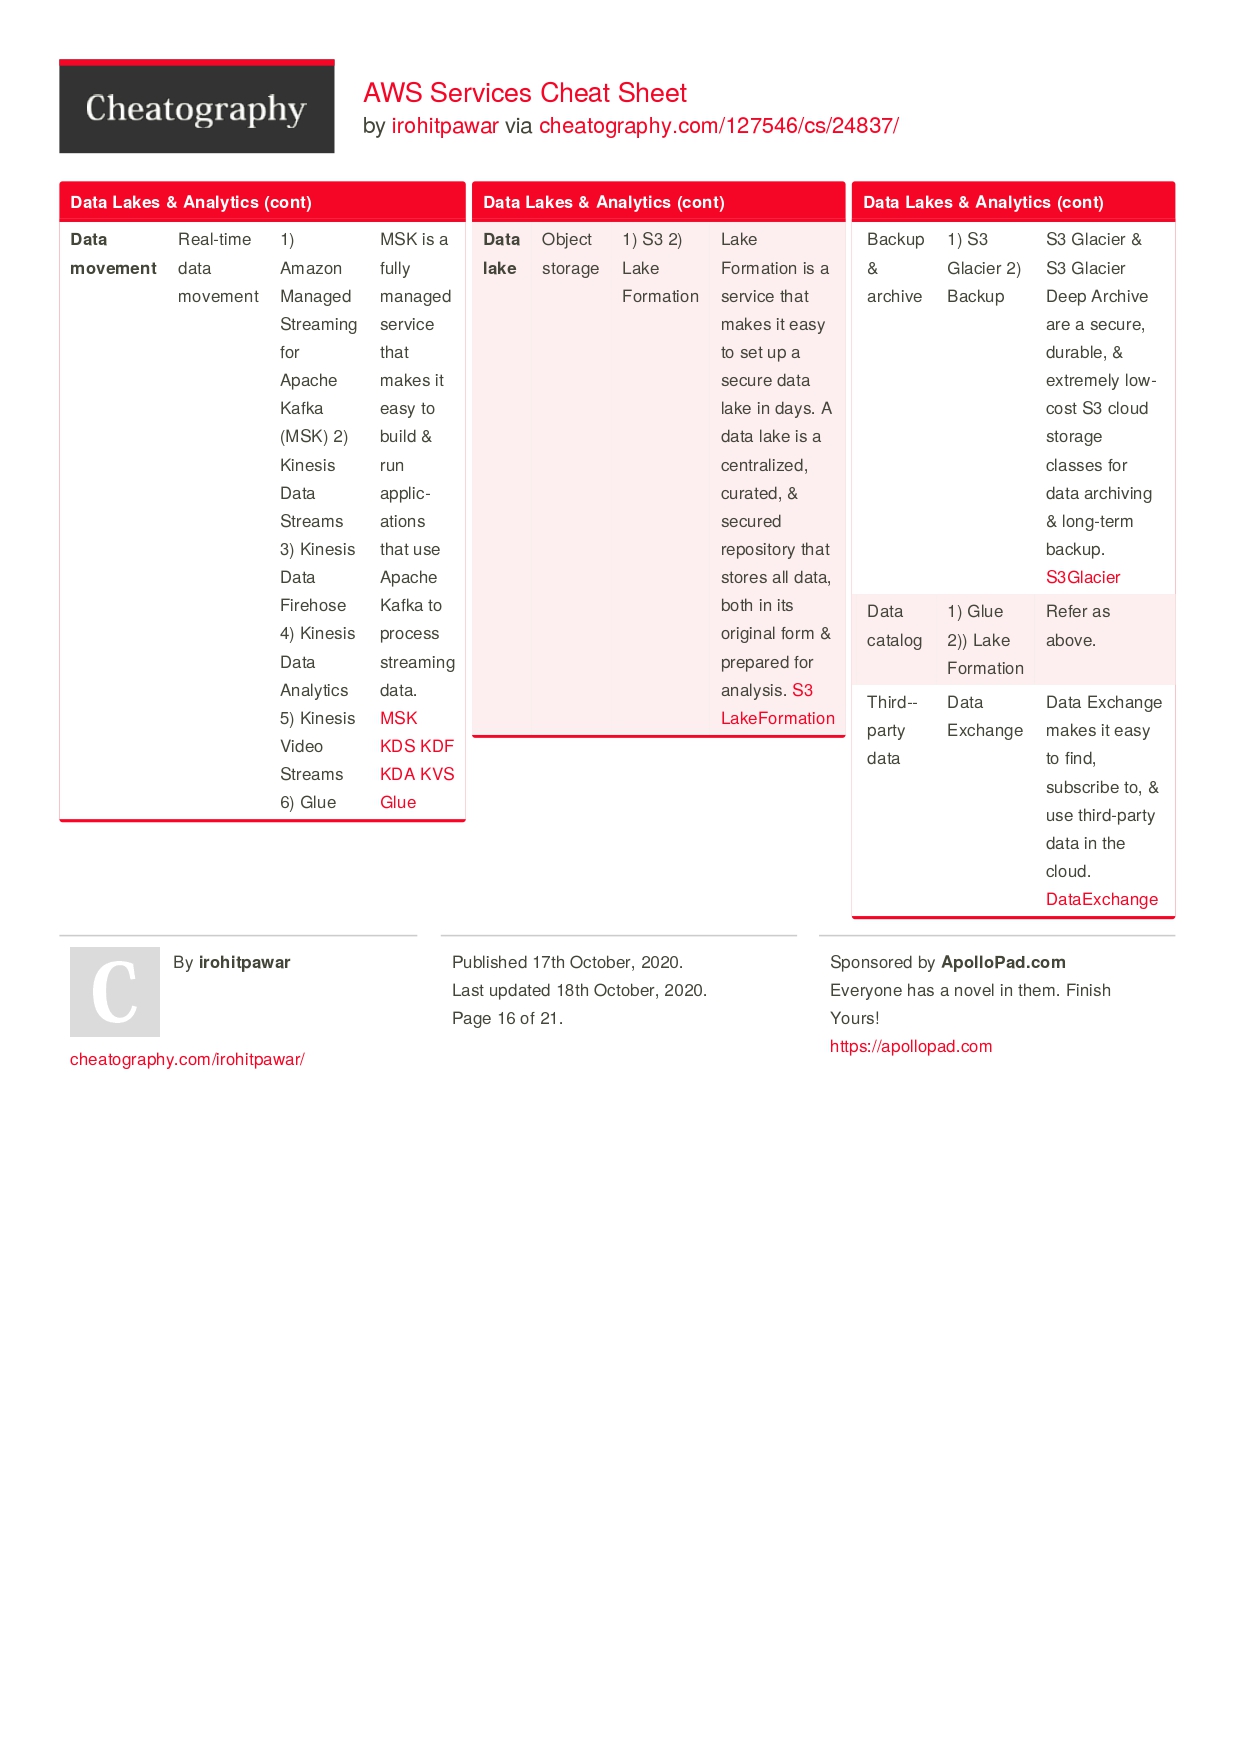 Cheatography
AWS Services Cheat Sheet
by irohitpawar via cheatography.com/127546/cs/24837/
Data Lakes & Analytics (cont)
Data
movement
Real-time
data
movement
1)
Amazon
Managed
Streaming
for
Apache
Kafka
(MSK) 2)
Kinesis
Data
Streams
3) Kinesis
Data
Firehose
4) Kinesis
Data
Analytics
5) Kinesis
Video
Streams
6) Glue
MSK is a
fully
managed
service
that
makes it
easy to
build &
run
applic-
ations
that use
Apache
Kafka to
process
streaming
data.
MSK
KDS KDF
KDA KVS
Glue
Data Lakes & Analytics (cont)
Data
lake
Object
storage
1) S3 2)
Lake
Formation
Lake
Formation is a
service that
makes it easy
to set up a
secure data
lake in days. A
data lake is a
centralized,
curated, &
secured
repository that
stores all data,
both in its
original form &
prepared for
analysis. S3
LakeFormation
Data Lakes & Analytics (cont)
Backup
&
archive
1) S3
Glacier 2)
Backup
S3 Glacier &
S3 Glacier
Deep Archive
are a secure,
durable, &
extremely low-
cost S3 cloud
storage
classes for
data archiving
& long-term
backup.
S3Glacier
Data
catalog
1) Glue
2)) Lake
Formation
Refer as
above.
Third--
party
data
Data
Exchange
Data Exchange
makes it easy
to find,
subscribe to, &
use third-party
data in the
cloud.
DataExchange
C
By irohitpawar
cheatography.com/irohitpawar/
Published 17th October, 2020.
Last updated 18th October, 2020.
Page 16 of 21.
Sponsored by ApolloPad.com
Everyone has a novel in them. Finish
Yours!
https://apollopad.com